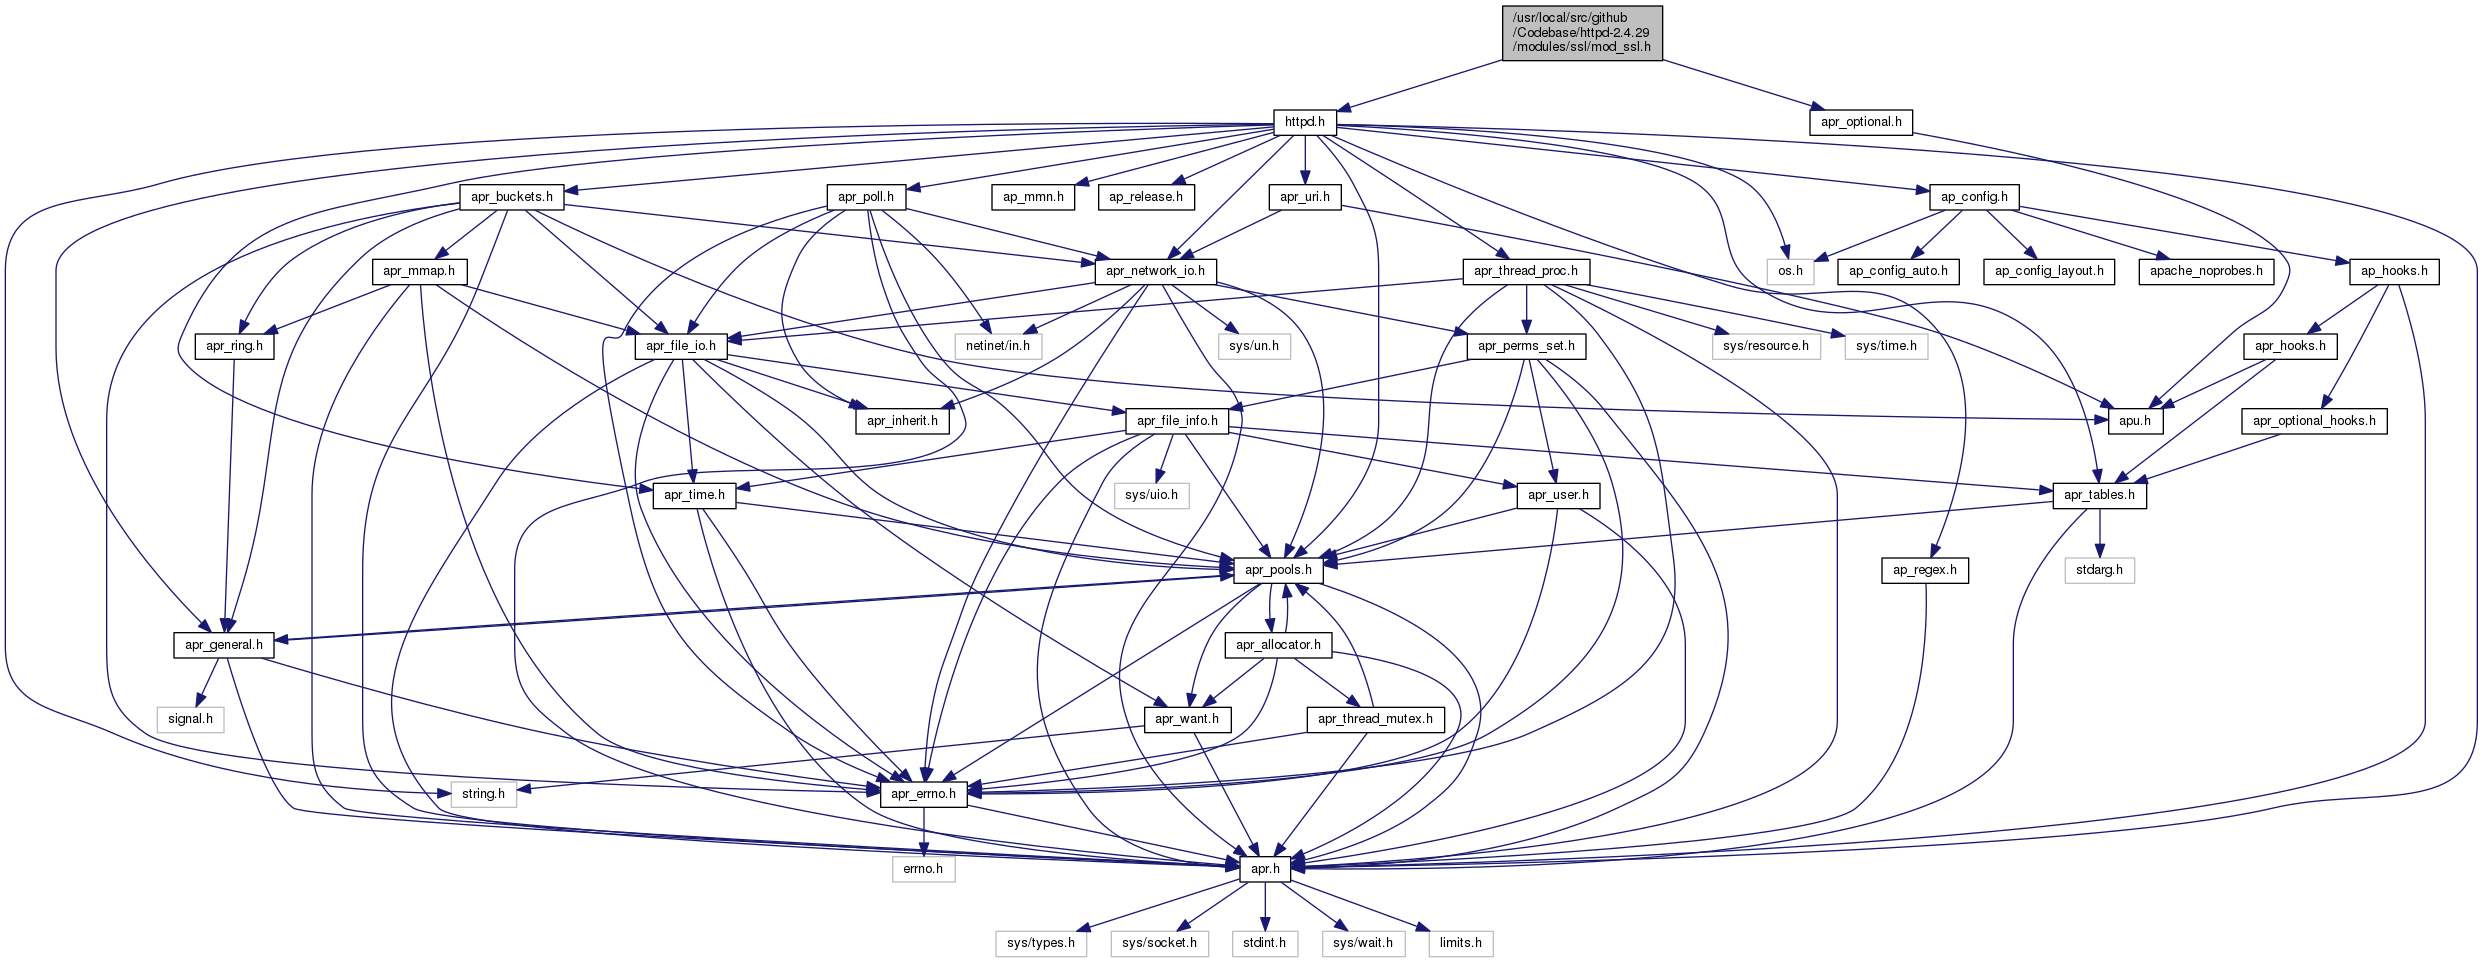 /usr/local/src/github
/Codebase/httpd-2.4.29
/modules/ssl/mod_ssl.h
httpd.h
apr_optional.h
apr_buckets.h
apr_poll.h
ap_mmn.h
ap_release.h
apr_uri.h
ap_config.h
apr_mmap.h
apr_network_io.h
apr_thread_proc.h
os.h
ap_config_auto.h
ap_config_layout.h
apache_noprobes.h
ap_hooks.h
apr_ring.h
apr_file_io.h
netinet/in.h
sys/un.h
apr_perms_set.h
sys/resource.h
sys/time.h
apr_hooks.h
apr_inherit.h
apr_file_info.h
apu.h
apr_optional_hooks.h
apr_time.h
sys/uio.h
apr_user.h
apr_tables.h
apr_pools.h
ap_regex.h
stdarg.h
apr_general.h
apr_allocator.h
signal.h
apr_want.h
apr_thread_mutex.h
string.h
apr_errno.h
errno.h
apr.h
sys/types.h
sys/socket.h
stdint.h
sys/wait.h
limits.h